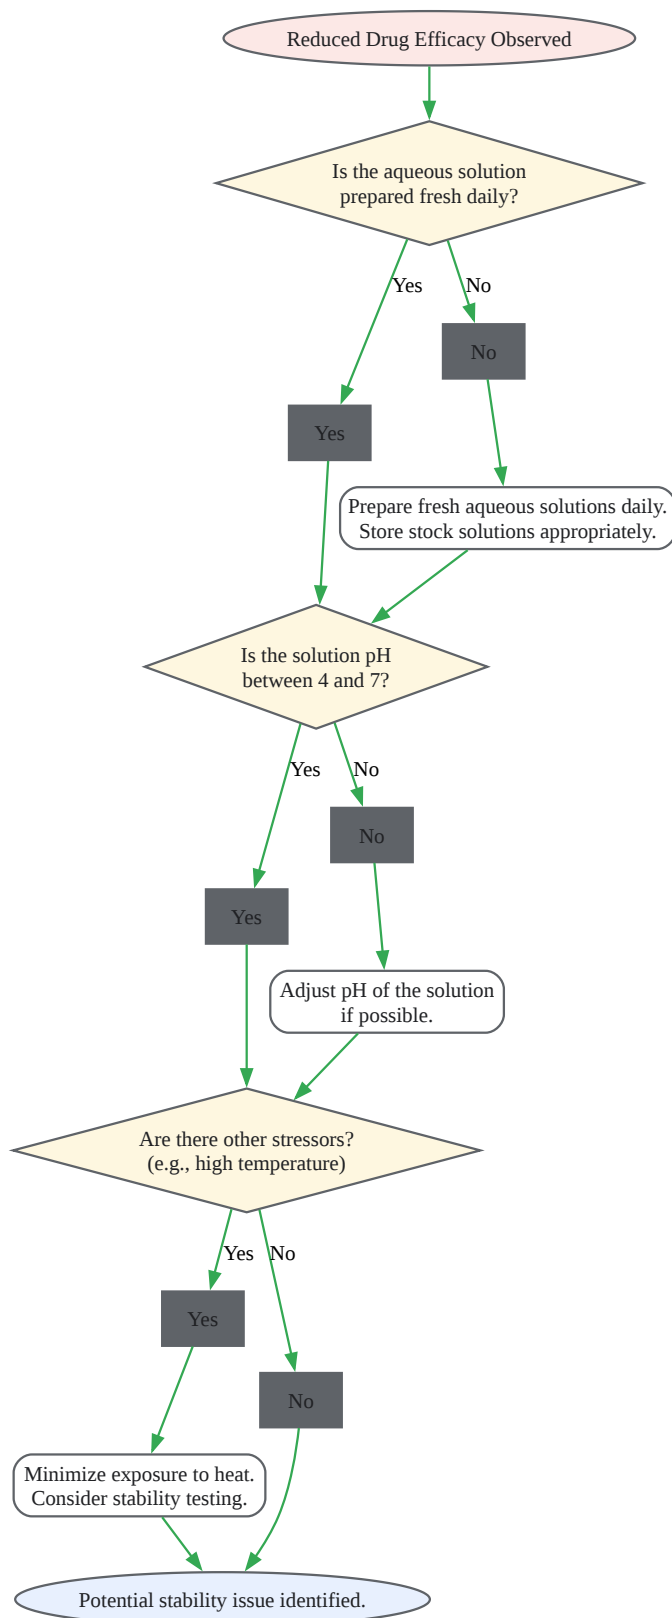 Reduced Drug Efficacy Observed
Is the aqueous solution
prepared fresh daily?
Yes
No
No
Yes
Prepare fresh aqueous solutions daily.
Store stock solutions appropriately.
Is the solution pH
between 4 and 7?
Yes
No
No
Yes
Adjust pH of the solution
if possible.
Are there other stressors?
(e.g., high temperature)
Yes
No
Yes
No
Minimize exposure to heat.
Consider stability testing.
Potential stability issue identified.